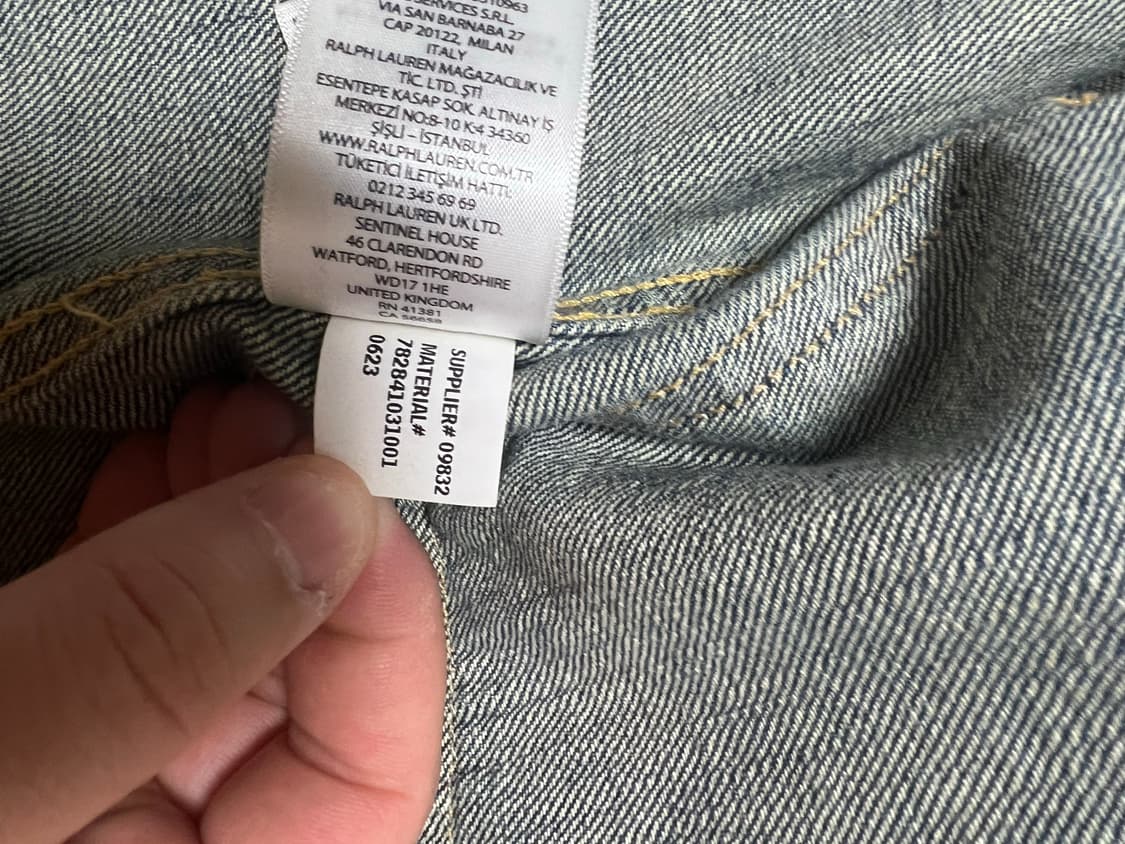 SERVICES S.R.L.
VIA SAN BARNABA 27
CAP 20122, MILAN
ITALY
RALPH LAUREN MAĞAZACILIK VE
TİC. LTD. ŞTİ
ESENTEPE KASAP SOK. ALTINAY İŞ
MERKEZİ NO:8-10 K:4 34360
ŞİŞLİ - İSTANBUL
WWW.RALPHLAUREN.COM.TR
TÜKETİCİ İLETİŞİM HATTI:
0212 345 69 69
RALPH LAUREN UK LTD.
SENTINEL HOUSE
46 CLARENDON RD
WATFORD, HERTFORDSHIRE
WD17 1HE
UNITED KINGDOM
RN 41381
CA
SUPPLIER# 09832
MATERIAL#
782841031001
0623